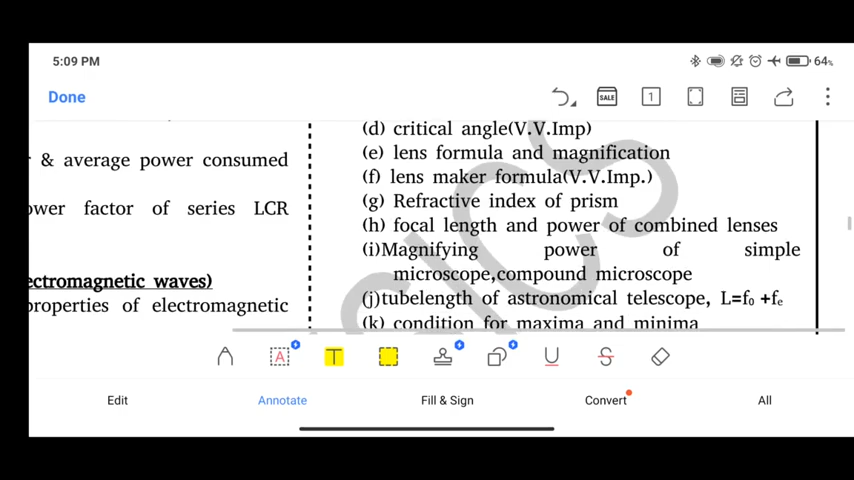 5:09 PM
64%
Done
SALE
1
& average power consumed
power factor of series LCR
ectromagnetic waves)
properties of electromagnetic
(d) critical angle(V.V.Imp)
(e) lens formula and magnification
(f) lens maker formula(V.V.Imp.)
(g) Refractive index of prism
(h) focal length and power of combined lenses
(i)Magnifying power of simple
microscope,compound microscope
(j)tubelength of astronomical telescope, L=f₀ +fₑ
(k) condition for maxima and minima
A
T
U
S
Edit
Annotate
Fill & Sign
Convert
All